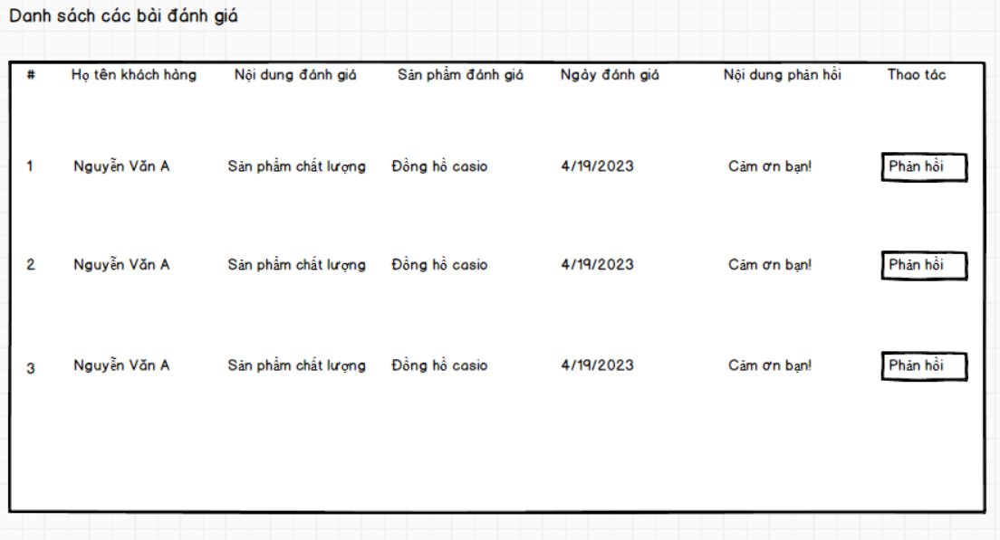 Danh sách các bài đánh giá
# Họ tên khách hàng Nội dung đánh giá Sản phẩm đánh giá Ngày đánh giá Nội dung phản hồi Thao tác
1 Nguyễn Văn A Sản phẩm chất lượng Đồng hồ casio 4/19/2023 Cảm ơn bạn! Phản hồi
2 Nguyễn Văn A Sản phẩm chất lượng Đồng hồ casio 4/19/2023 Cảm ơn bạn! Phản hồi
3 Nguyễn Văn A Sản phẩm chất lượng Đồng hồ casio 4/19/2023 Cảm ơn bạn! Phản hồi